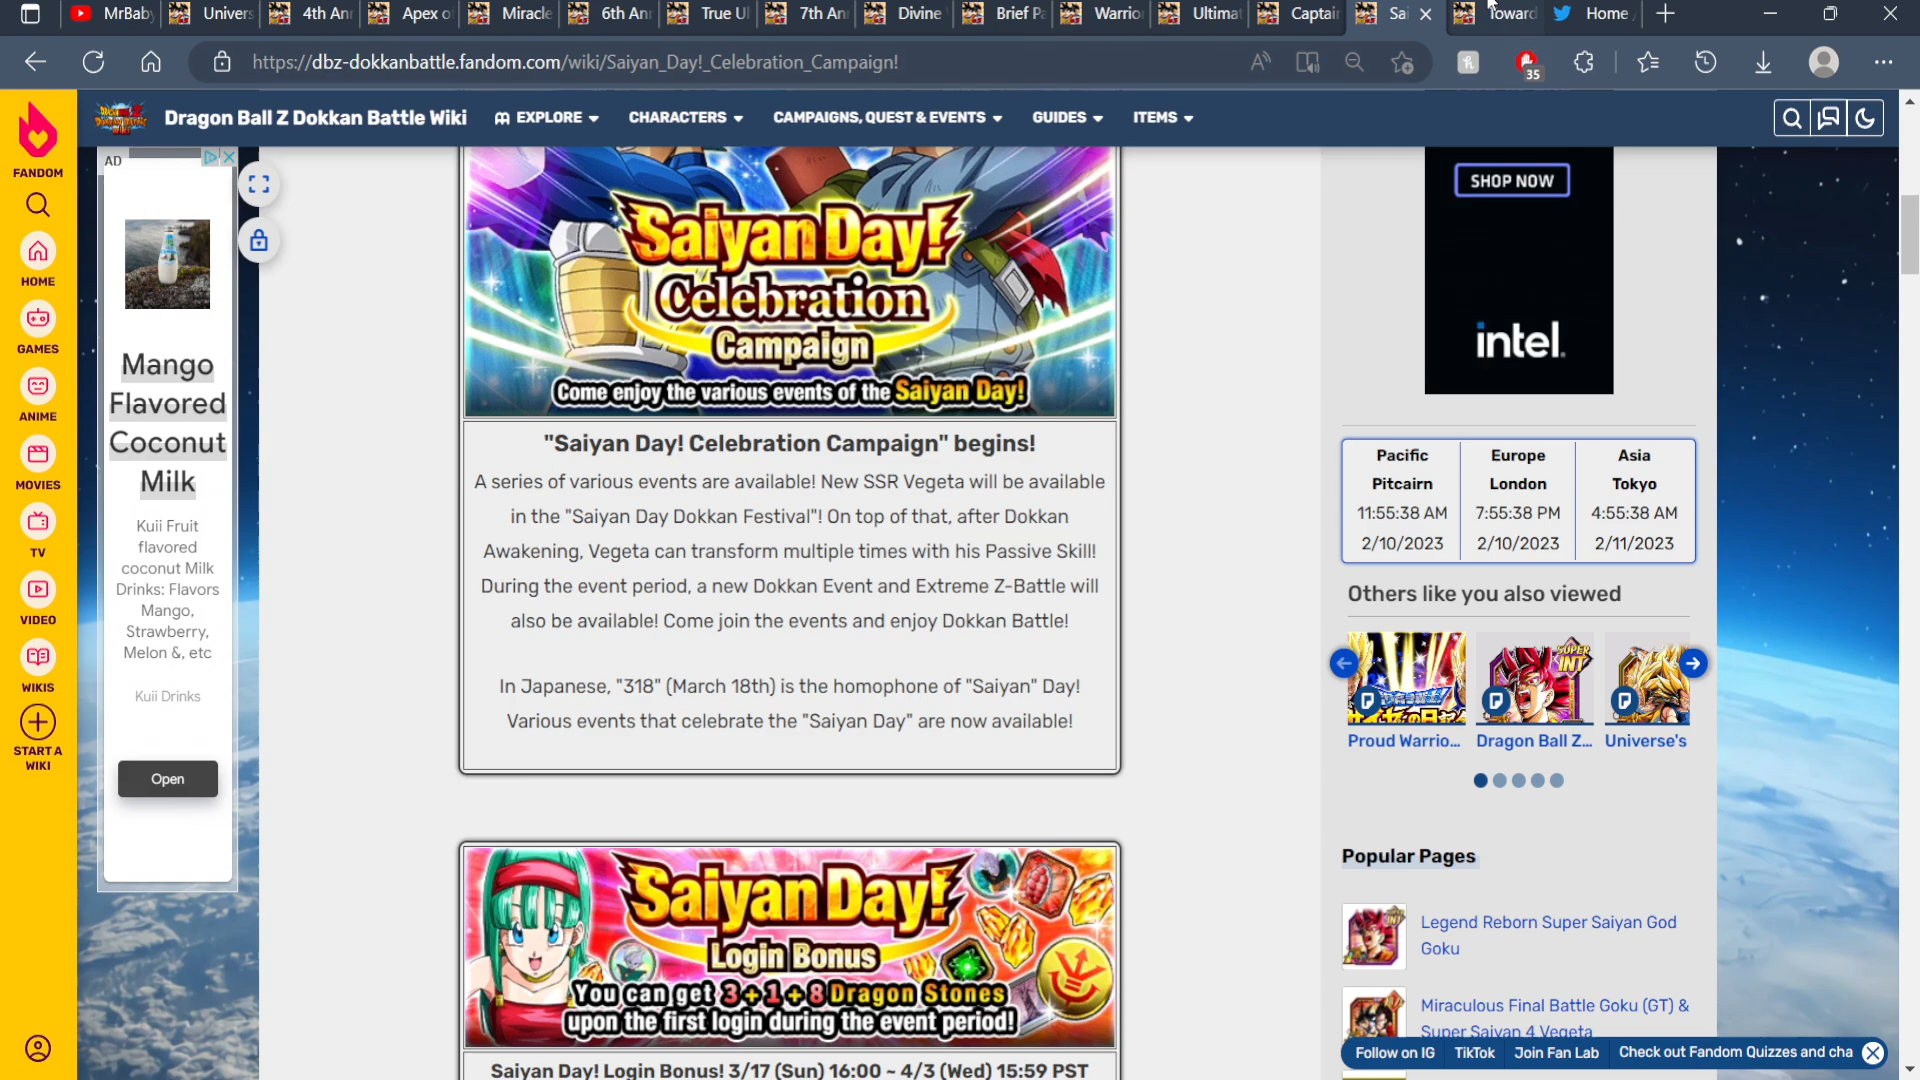 MrBaby
Univers
4th An
Apex o
Miracle
6th An
True U
7th An
Divine
Brief Pa
Warrio
Ultimat
Captain
Sai
Toward
Home
https://dbz-dokkanbattle.fandom.com/wiki/Saiyan_Day!_Celebration_Campaign!
35
Dragon Ball Z Dokkan Battle Wiki
EXPLORE
CHARACTERS
CAMPAIGNS, QUEST & EVENTS
GUIDES
ITEMS
FANDOM
HOME
GAMES
ANIME
MOVIES
TV
VIDEO
WIKIS
START A
WIKI
AD
Mango
Flavored
Coconut
Milk
Kuii Fruit
flavored
coconut Milk
Drinks: Flavors
Mango,
Strawberry,
Melon &, etc
Kuii Drinks
Open
Saiyan Day!
Celebration
Campaign
Come enjoy the various events of the Saiyan Day!
"Saiyan Day! Celebration Campaign" begins!
A series of various events are available! New SSR Vegeta will be available
in the "Saiyan Day Dokkan Festival"! On top of that, after Dokkan
Awakening, Vegeta can transform multiple times with his Passive Skill!
During the event period, a new Dokkan Event and Extreme Z-Battle will
also be available! Come join the events and enjoy Dokkan Battle!
In Japanese, "318" (March 18th) is the homophone of "Saiyan" Day!
Various events that celebrate the "Saiyan Day" are now available!
Saiyan Day!
Login Bonus
You can get 3+1+8 Dragon Stones
upon the first login during the event period!
Saiyan Day! Login Bonus! 3/17 (Sun) 16:00 ~ 4/3 (Wed) 15:59 PST
SHOP NOW
intel.
Pacific
Pitcairn
11:55:38 AM
2/10/2023
Europe
London
7:55:38 PM
2/10/2023
Asia
Tokyo
4:55:38 AM
2/11/2023
Others like you also viewed
SUPER
INT
Proud Warrio...
Dragon Ball Z...
Universe's
Popular Pages
Legend Reborn Super Saiyan God
Goku
Miraculous Final Battle Goku (GT) &
Super Saiyan 4 Vegeta
Follow on IG
TikTok
Join Fan Lab
Check out Fandom Quizzes and cha